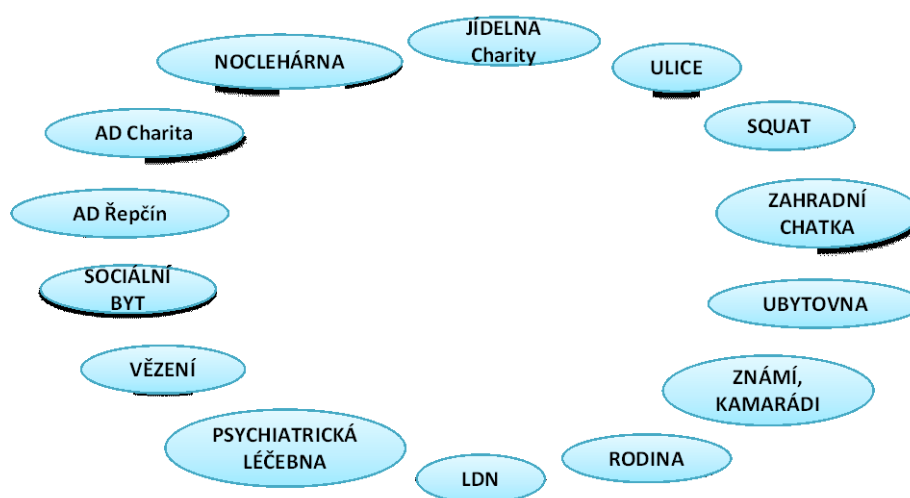 JÍDELNA
Charity
NOCLEHÁRNA
ULICE
AD Charita
SQUAT
AD Řepčín
ZAHRADNÍ
CHATKA
SOCIÁLNÍ
BYT
UBYTOVNA
VĚZENÍ
ZNÁMÍ,
KAMARÁDI
PSYCHIATRICKÁ
LÉČEBNA
RODINA
LDN